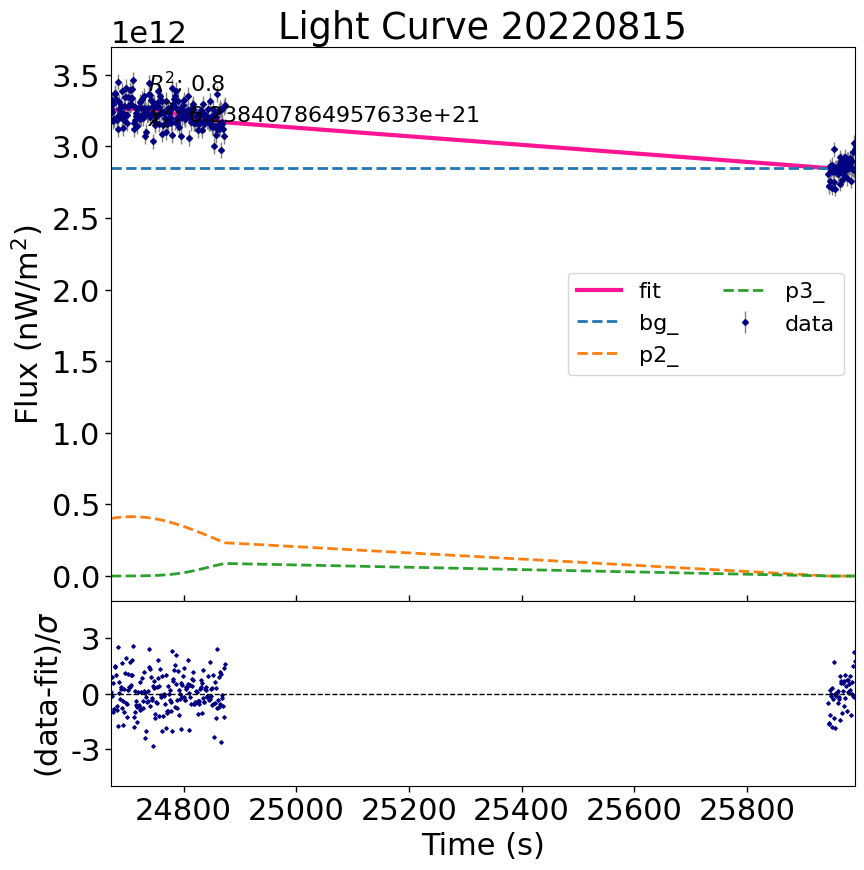 Light Curve 20220815
1e12
R²: 0.8
6.238407864957633e+21
3.5
3.0
2.5
2.0
1.5
1.0
0.5
0.0
Flux (nW/m²)
fit
bg_
p2_
p3_
data
3
0
-3
(data-fit)/σ
24800 25000 25200 25400 25600 25800
Time (s)